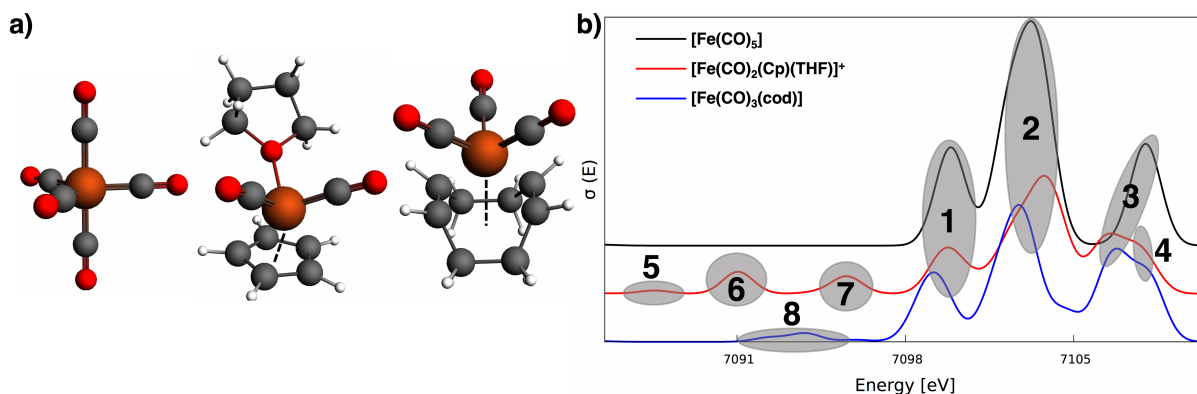 a)
b)
[Fe(CO)₅]
[Fe(CO)₂(Cp)(THF)]⁺
[Fe(CO)₃(cod)]
σ (E)
1
2
3
4
5
6
7
8
7091
7098
7105
Energy [eV]